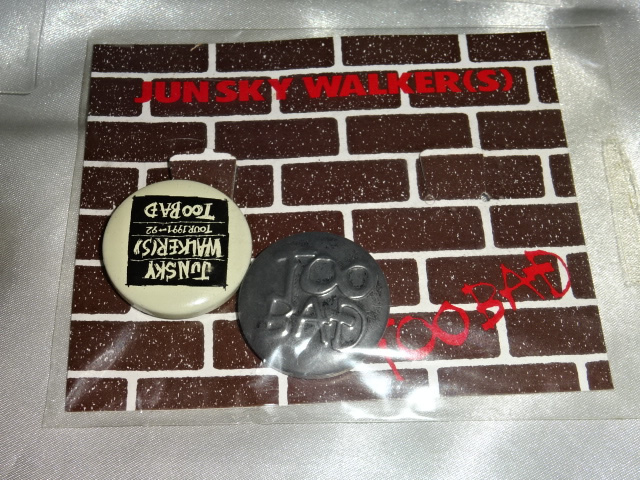 JUN SKY WALKER(S)
JUN SKY
WALKER(S)
TOUR 1991~92
TOO BAD
TOO
BAD
TOO BAD